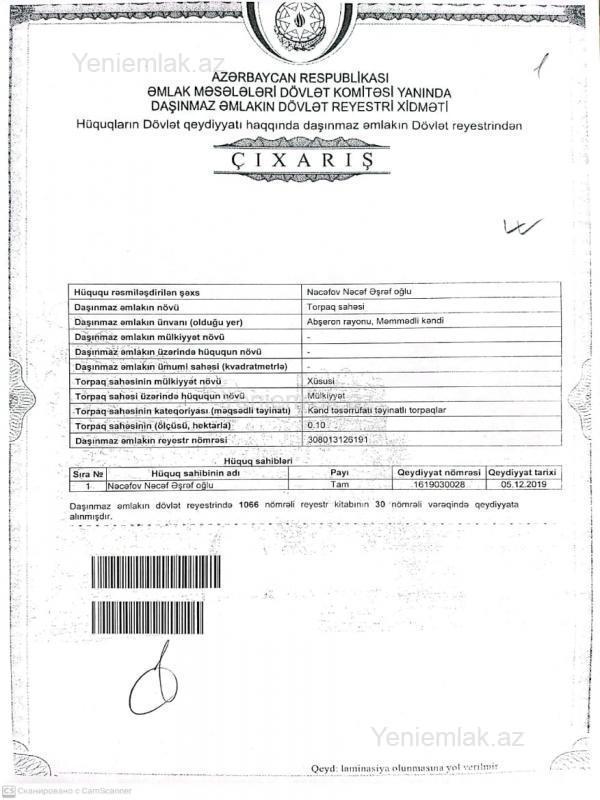 Yeniemlak.az
1
AZƏRBAYCAN RESPUBLİKASI
ƏMLAK MƏSƏLƏLƏRİ DÖVLƏT KOMİTƏSİ YANINDA
DAŞINMAZ ƏMLAKIN DÖVLƏT REYESTRİ XİDMƏTİ
Hüquqların Dövlət qeydiyyatı haqqında daşınmaz əmlakın Dövlət reyestrindən
ÇIXARIŞ
Hüququ rəsmiləşdirilən şəxs Nəcəfov Nəcəf Əşrəf oğlu
Daşınmaz əmlakın növü Torpaq sahəsi
Daşınmaz əmlakın ünvanı (olduğu yer) Abşeron rayonu, Məmmədli kəndi
Daşınmaz əmlakın mülkiyyət növü -
Daşınmaz əmlakın üzərində hüququn növü -
Daşınmaz əmlakın ümumi sahəsi (kvadratmetrlə) -
Torpaq sahəsinin mülkiyyət növü Xüsusi
Torpaq sahəsi üzərində hüququn növü Mülkiyyət
Torpaq sahəsinin kateqoriyası (məqsədli təyinatı) Kənd təsərrüfatı təyinatlı torpaqlar
Torpaq sahəsinin (ölçüsü, hektarla) 0.10
Daşınmaz əmlakın reyestr nömrəsi 308013126191
Hüquq sahibləri
Sıra № Hüquq sahibinin adı Payı Qeydiyyat nömrəsi Qeydiyyat tarixi
1 Nəcəfov Nəcəf Əşrəf oğlu Tam 1619030028 05.12.2019
Daşınmaz əmlakın dövlət reyestrində 1066 nömrəli reyestr kitabının 30 nömrəli vərəqində qeydiyyata
alınmışdır.
Yeniemlak.az
Qeyd: laminasiya olunmasına yol verilmir
CS Сканировано с CamScanner